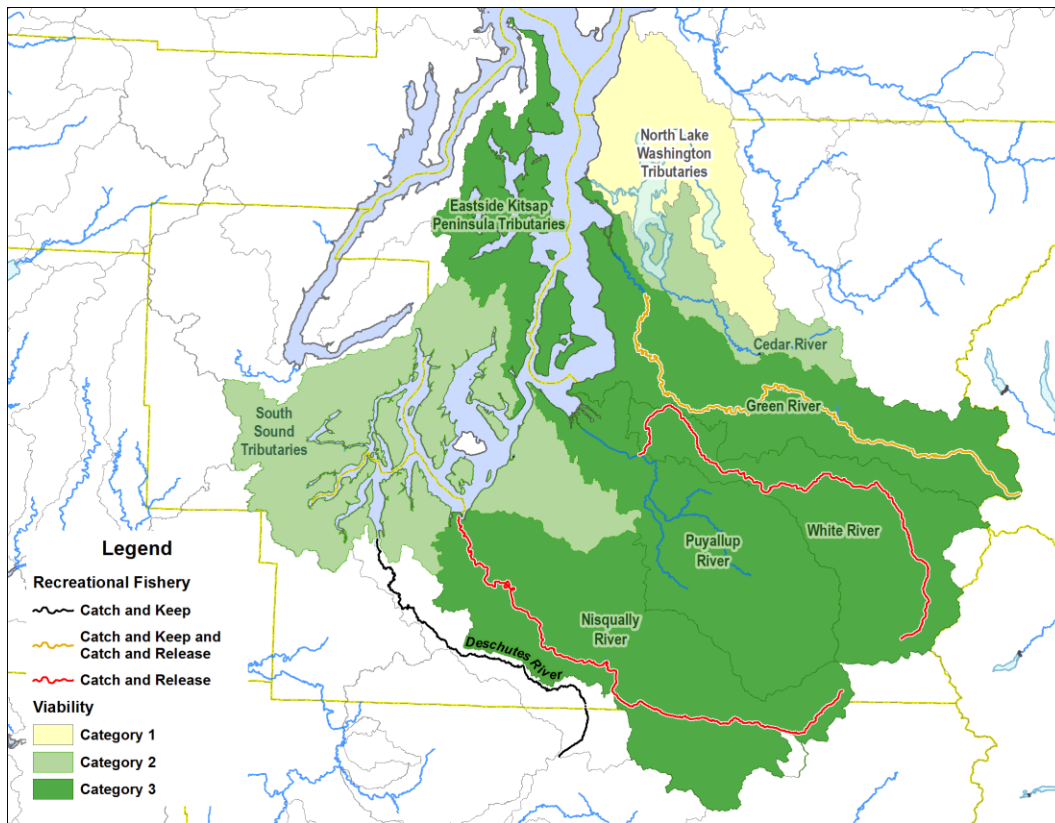 North Lake
Washington
Tributaries
Eastside Kitsap
Peninsula Tributaries
Cedar River
Green River
South
Sound
Tributaries
White River
Puyallup
River
Nisqually
River
Deschutes River
Legend
Recreational Fishery
Catch and Keep
Catch and Keep and
Catch and Release
Catch and Release
Viability
Category 1
Category 2
Category 3